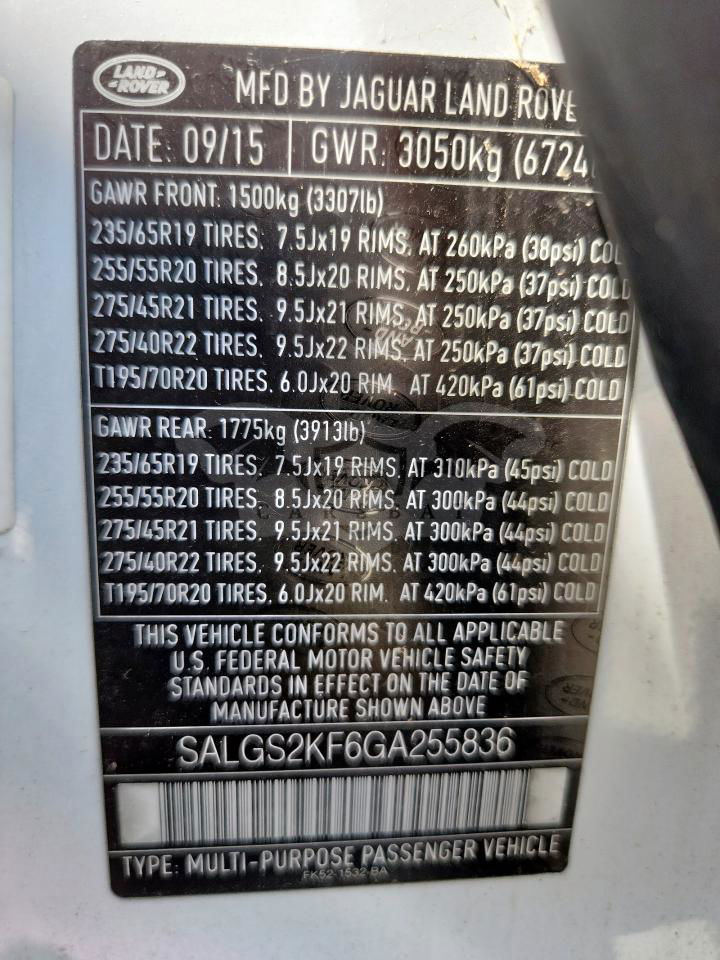 LAND ROVER
MFD BY JAGUAR LAND ROVE
DATE: 09/15 GWR: 3050kg (6724
GAWR FRONT: 1500kg (3307lb)
235/65R19 TIRES, 7.5Jx19 RIMS, AT 260kPa (38psi) COL
255/55R20 TIRES, 8.5Jx20 RIMS, AT 250kPa (37psi) COLD
275/45R21 TIRES, 9.5Jx21 RIMS, AT 250kPa (37psi) COLD
275/40R22 TIRES, 9.5Jx22 RIMS, AT 250kPa (37psi) COLD
T195/70R20 TIRES, 6.0Jx20 RIM, AT 420kPa (61psi) COLD
GAWR REAR: 1775kg (3913lb)
235/65R19 TIRES, 7.5Jx19 RIMS, AT 310kPa (45psi) COLD
255/55R20 TIRES, 8.5Jx20 RIMS, AT 300kPa (44psi) COLD
275/45R21 TIRES, 9.5Jx21 RIMS, AT 300kPa (44psi) COLD
275/40R22 TIRES, 9.5Jx22 RIMS, AT 300kPa (44psi) COLD
T195/70R20 TIRES, 6.0Jx20 RIM, AT 420kPa (61psi) COLD
THIS VEHICLE CONFORMS TO ALL APPLICABLE
U.S. FEDERAL MOTOR VEHICLE SAFETY
STANDARDS IN EFFECT ON THE DATE OF
MANUFACTURE SHOWN ABOVE
SALGS2KF6GA255836
TYPE: MULTI-PURPOSE PASSENGER VEHICLE
FK52-1532-BA